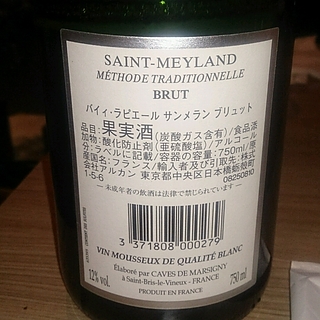 SAINT-MEYLAND
MÉTHODE TRADITIONNELLE
BRUT
バイィ・ラピエール サンメラン ブリュット
品目:果実酒(炭酸ガス含有)/食品添
加物:酸化防止剤(亜硫酸塩)/アルコール
分:ラベルに記載/容器の容量:750ml/原
産国:フランス/輸入者及び引取先:株式
会社アルカン 東京都中央区日本橋蛎殻町
1-5-6 08250810
―未成年者の飲酒は法律で禁じられています―
3 371808 000279
VIN MOUSSEUX DE QUALITÉ BLANC
12% vol.
Élaboré par CAVES DE MARSIGNY
à Saint-Bris-le-Vineux - FRANCE
750 ml
PRODUIT EN FRANCE